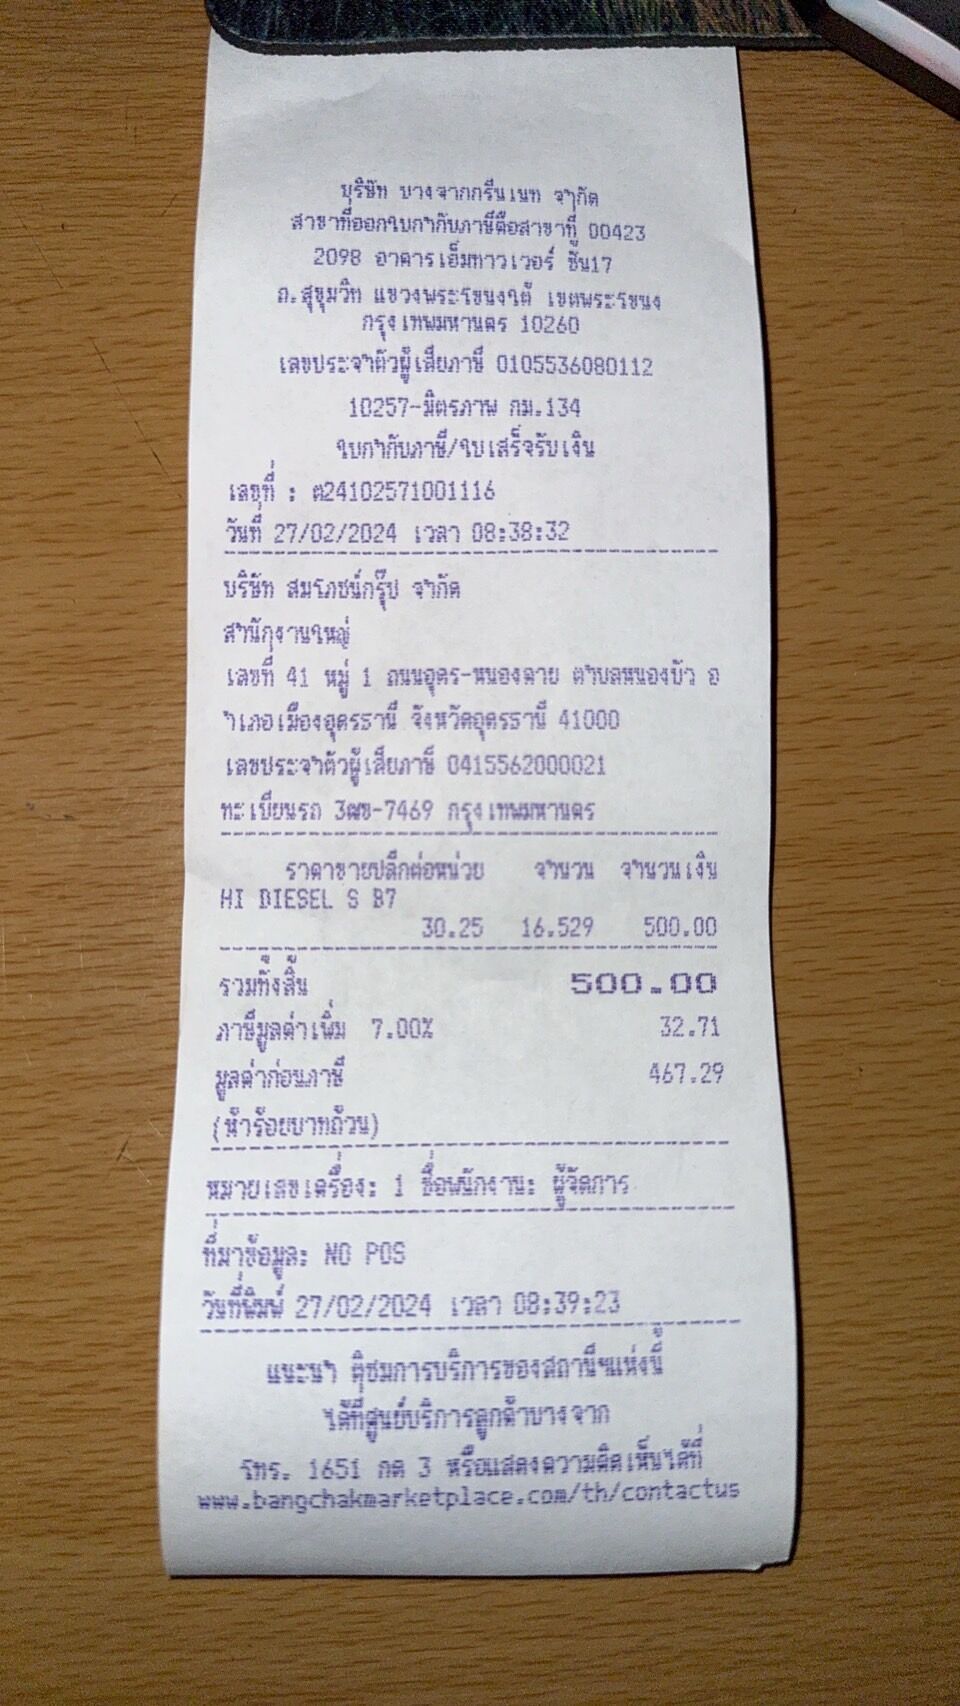 บริษัท บางจากกรีนเนท จำกัด
สาขาที่ออกใบกำกับภาษีคือสาขาที่ 00423
2098 อาคารเอ็มทาวเวอร์ ชั้น17
ถ.สุขุมวิท แขวงพระโขนงใต้ เขตพระโขนง
กรุงเทพมหานคร 10260
เลขประจำตัวผู้เสียภาษี 0105536080112
10257-มิตรภาพ กม.134
ใบกำกับภาษี/ใบเสร็จรับเงิน
เลขที่ : ต24102571001116
วันที่ 27/02/2024 เวลา 08:38:32
บริษัท สมโภชน์กรุ๊ป จำกัด
สำนักงานใหญ่
เลขที่ 41 หมู่ 1 ถนนอุดร-หนองคาย ตำบลหนองบัว อ
ำเภอเมืองอุดรธานี จังหวัดอุดรธานี 41000
เลขประจำตัวผู้เสียภาษี 0415562000021
ทะเบียนรถ 3ฒข-7469 กรุงเทพมหานคร
ราคาขายปลีกต่อหน่วย จำนวน จำนวนเงิน
HI DIESEL S B7
30.25 16.529 500.00
รวมทั้งสิ้น 500.00
ภาษีมูลค่าเพิ่ม 7.00% 32.71
มูลค่าก่อนภาษี 467.29
(ห้าร้อยบาทถ้วน)
หมายเลขเครื่อง: 1 ชื่อพนักงาน: ผู้จัดการ
ที่มาข้อมูล: NO POS
วันที่พิมพ์ 27/02/2024 เวลา 08:39:23
แนะนำ ติชมการบริการของสถานีฯแห่งนี้
ได้ที่ศูนย์บริการลูกค้าบางจาก
โทร. 1651 กด 3 หรือแสดงความคิดเห็นได้ที่
www.bangchakmarketplace.com/th/contactus